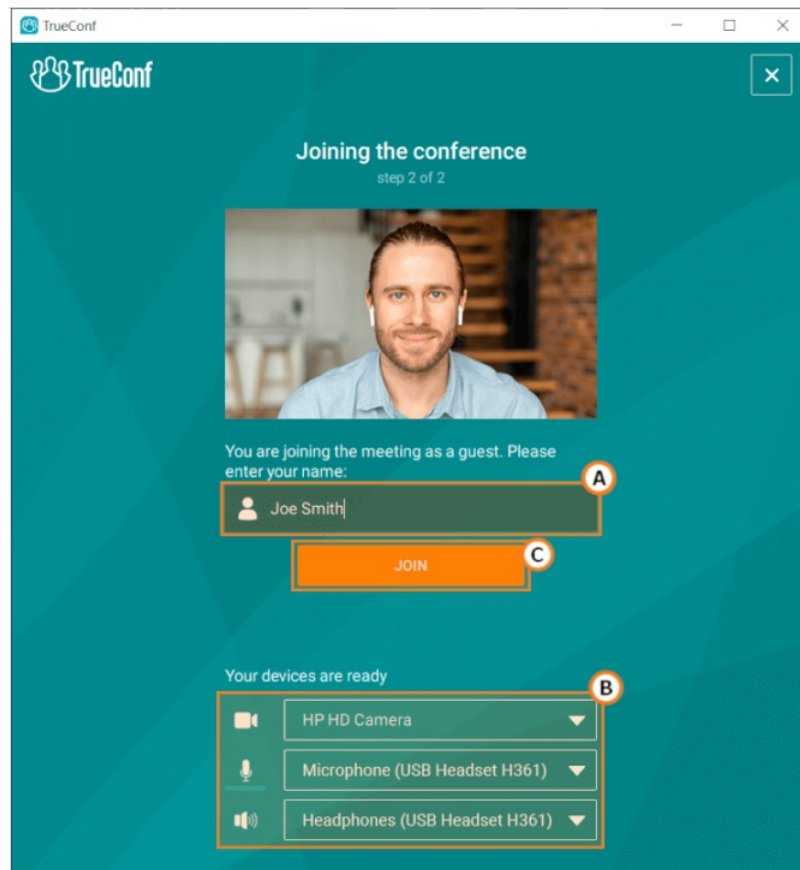 TrueConf
TrueConf
Joining the conference
step 2 of 2
You are joining the meeting as a guest. Please
enter your name:
A
Joe Smith
JOIN
C
Your devices are ready
B
HP HD Camera
Microphone (USB Headset H361)
Headphones (USB Headset H361)